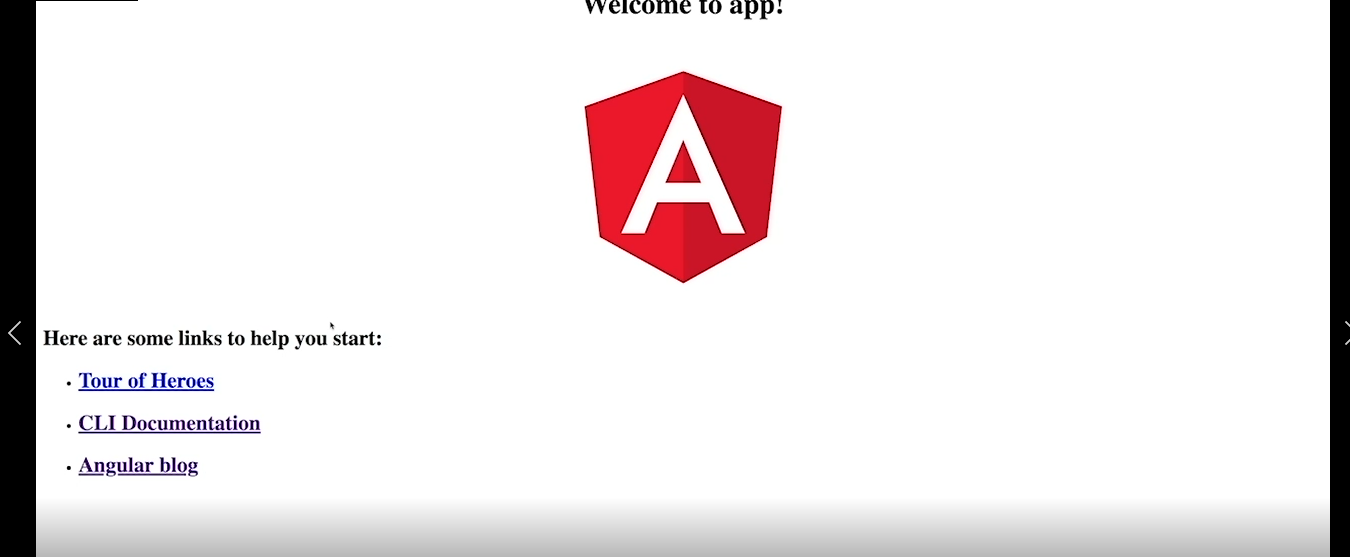 Welcome to app!
A
Here are some links to help you start:
Tour of Heroes
CLI Documentation
Angular blog